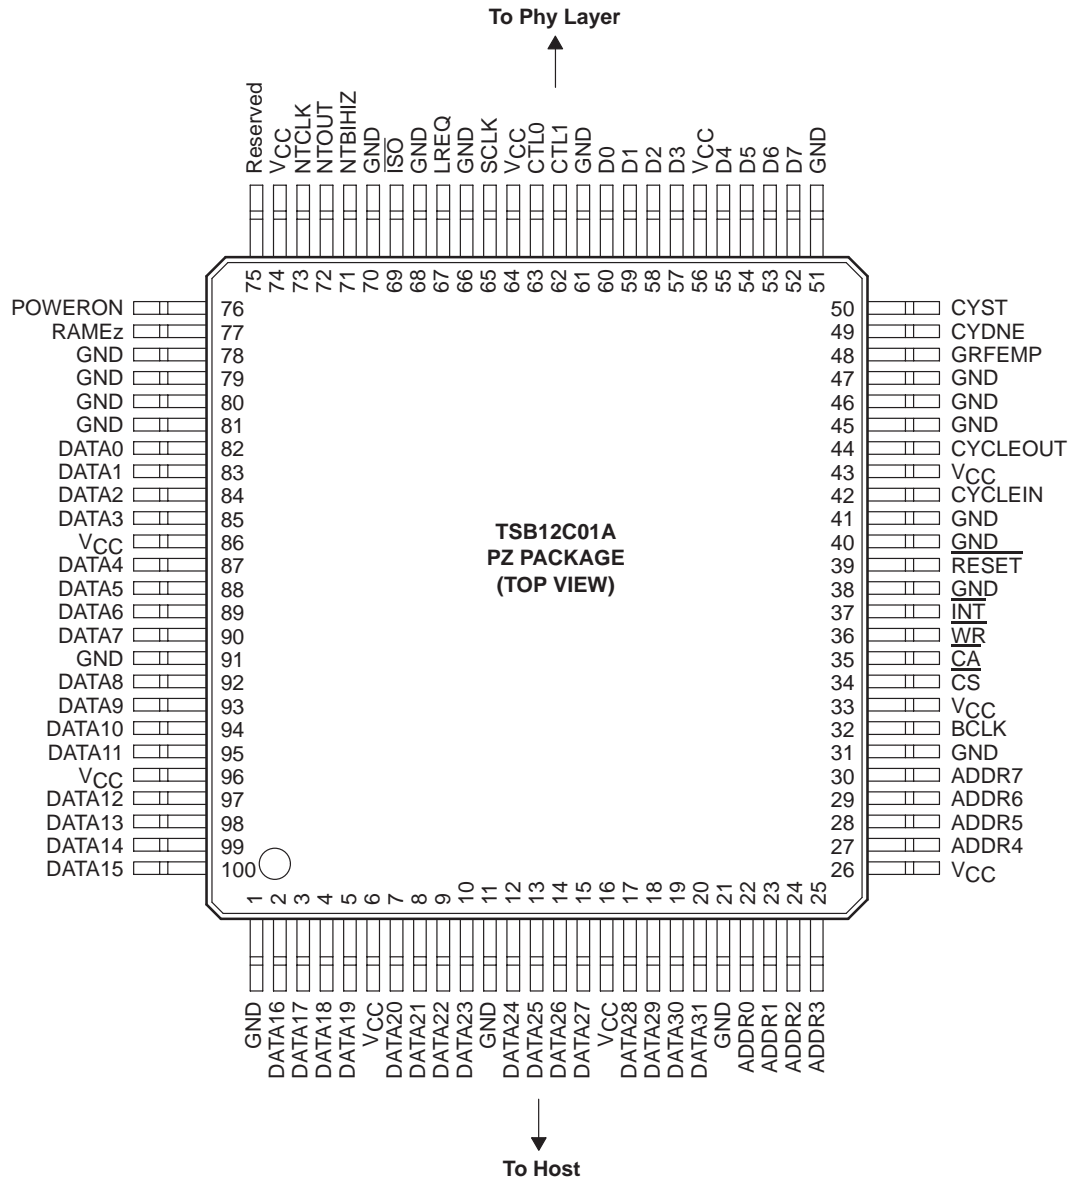 To Phy Layer
Reserved
VCC
NTCLK
NTOUT
NTBIHIZ
GND
ISO
GND
LREQ
GND
SCLK
VCC
CTL0
CTL1
GND
D0
D1
D2
D3
VCC
D4
D5
D6
D7
GND
75 74 73 72 71 70 69 68 67 66 65 64 63 62 61 60 59 58 57 56 55 54 53 52 51
POWERON 76
RAMEz 77
GND 78
GND 79
GND 80
GND 81
DATA0 82
DATA1 83
DATA2 84
DATA3 85
VCC 86
DATA4 87
DATA5 88
DATA6 89
DATA7 90
GND 91
DATA8 92
DATA9 93
DATA10 94
DATA11 95
VCC 96
DATA12 97
DATA13 98
DATA14 99
DATA15 100
TSB12C01A
PZ PACKAGE
(TOP VIEW)
50 CYST
49 CYDNE
48 GRFEMP
47 GND
46 GND
45 GND
44 CYCLEOUT
43 VCC
42 CYCLEIN
41 GND
40 GND
39 RESET
38 GND
37 INT
36 WR
35 CA
34 CS
33 VCC
32 BCLK
31 GND
30 ADDR7
29 ADDR6
28 ADDR5
27 ADDR4
26 VCC
1 2 3 4 5 6 7 8 9 10 11 12 13 14 15 16 17 18 19 20 21 22 23 24 25
GND
DATA16
DATA17
DATA18
DATA19
VCC
DATA20
DATA21
DATA22
DATA23
GND
DATA24
DATA25
DATA26
DATA27
VCC
DATA28
DATA29
DATA30
DATA31
GND
ADDR0
ADDR1
ADDR2
ADDR3
To Host